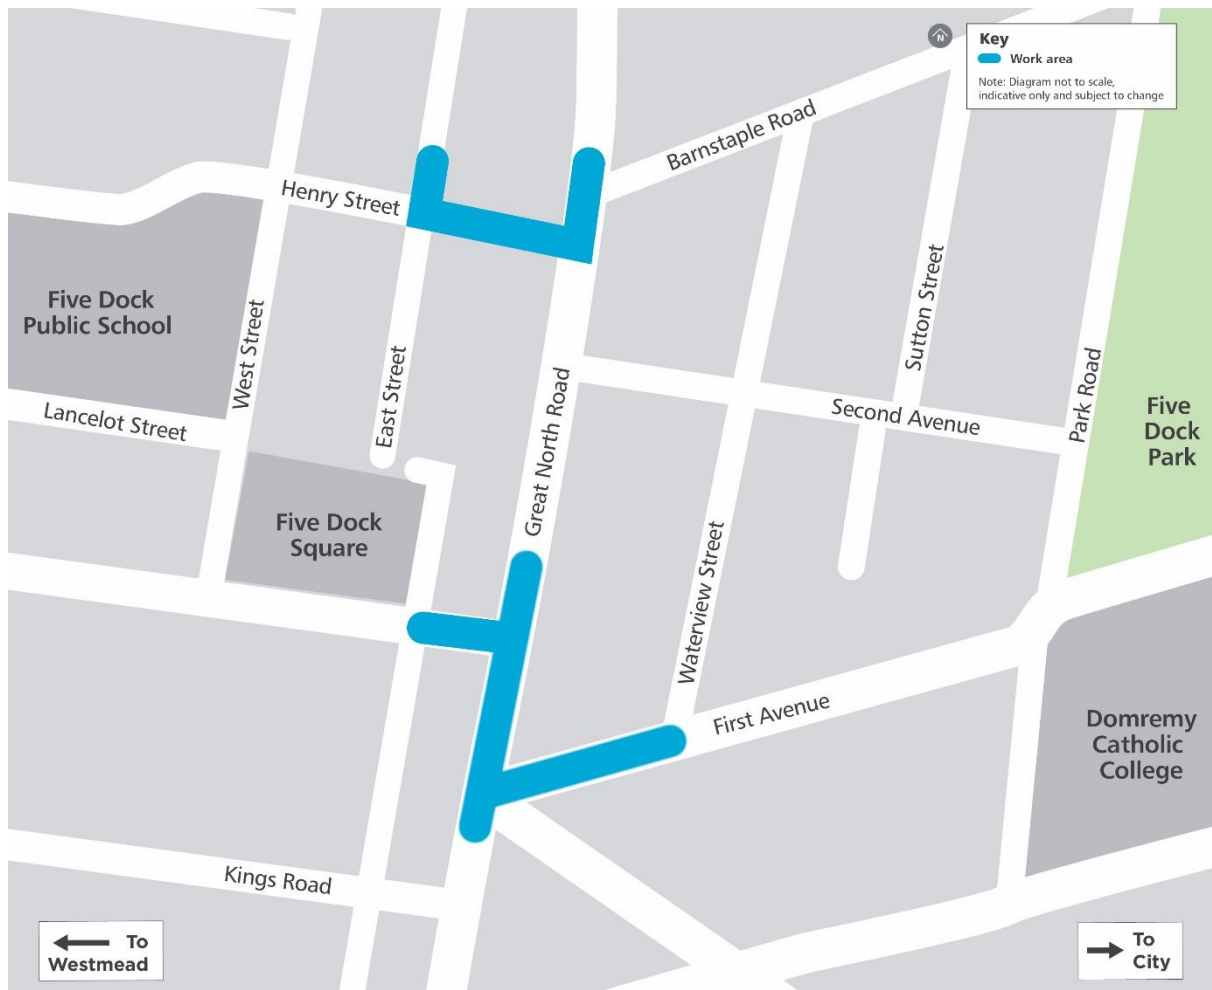 N
Key
Work area
Note: Diagram not to scale,
indicative only and subject to change
Barnstaple Road
Henry Street
Five Dock
Public School
West Street
East Street
Great North Road
Sutton Street
Park Road
Lancelot Street
Second Avenue
Five
Dock
Park
Five Dock
Square
Waterview Street
First Avenue
Domremy
Catholic
College
Kings Road
To
Westmead
To
City